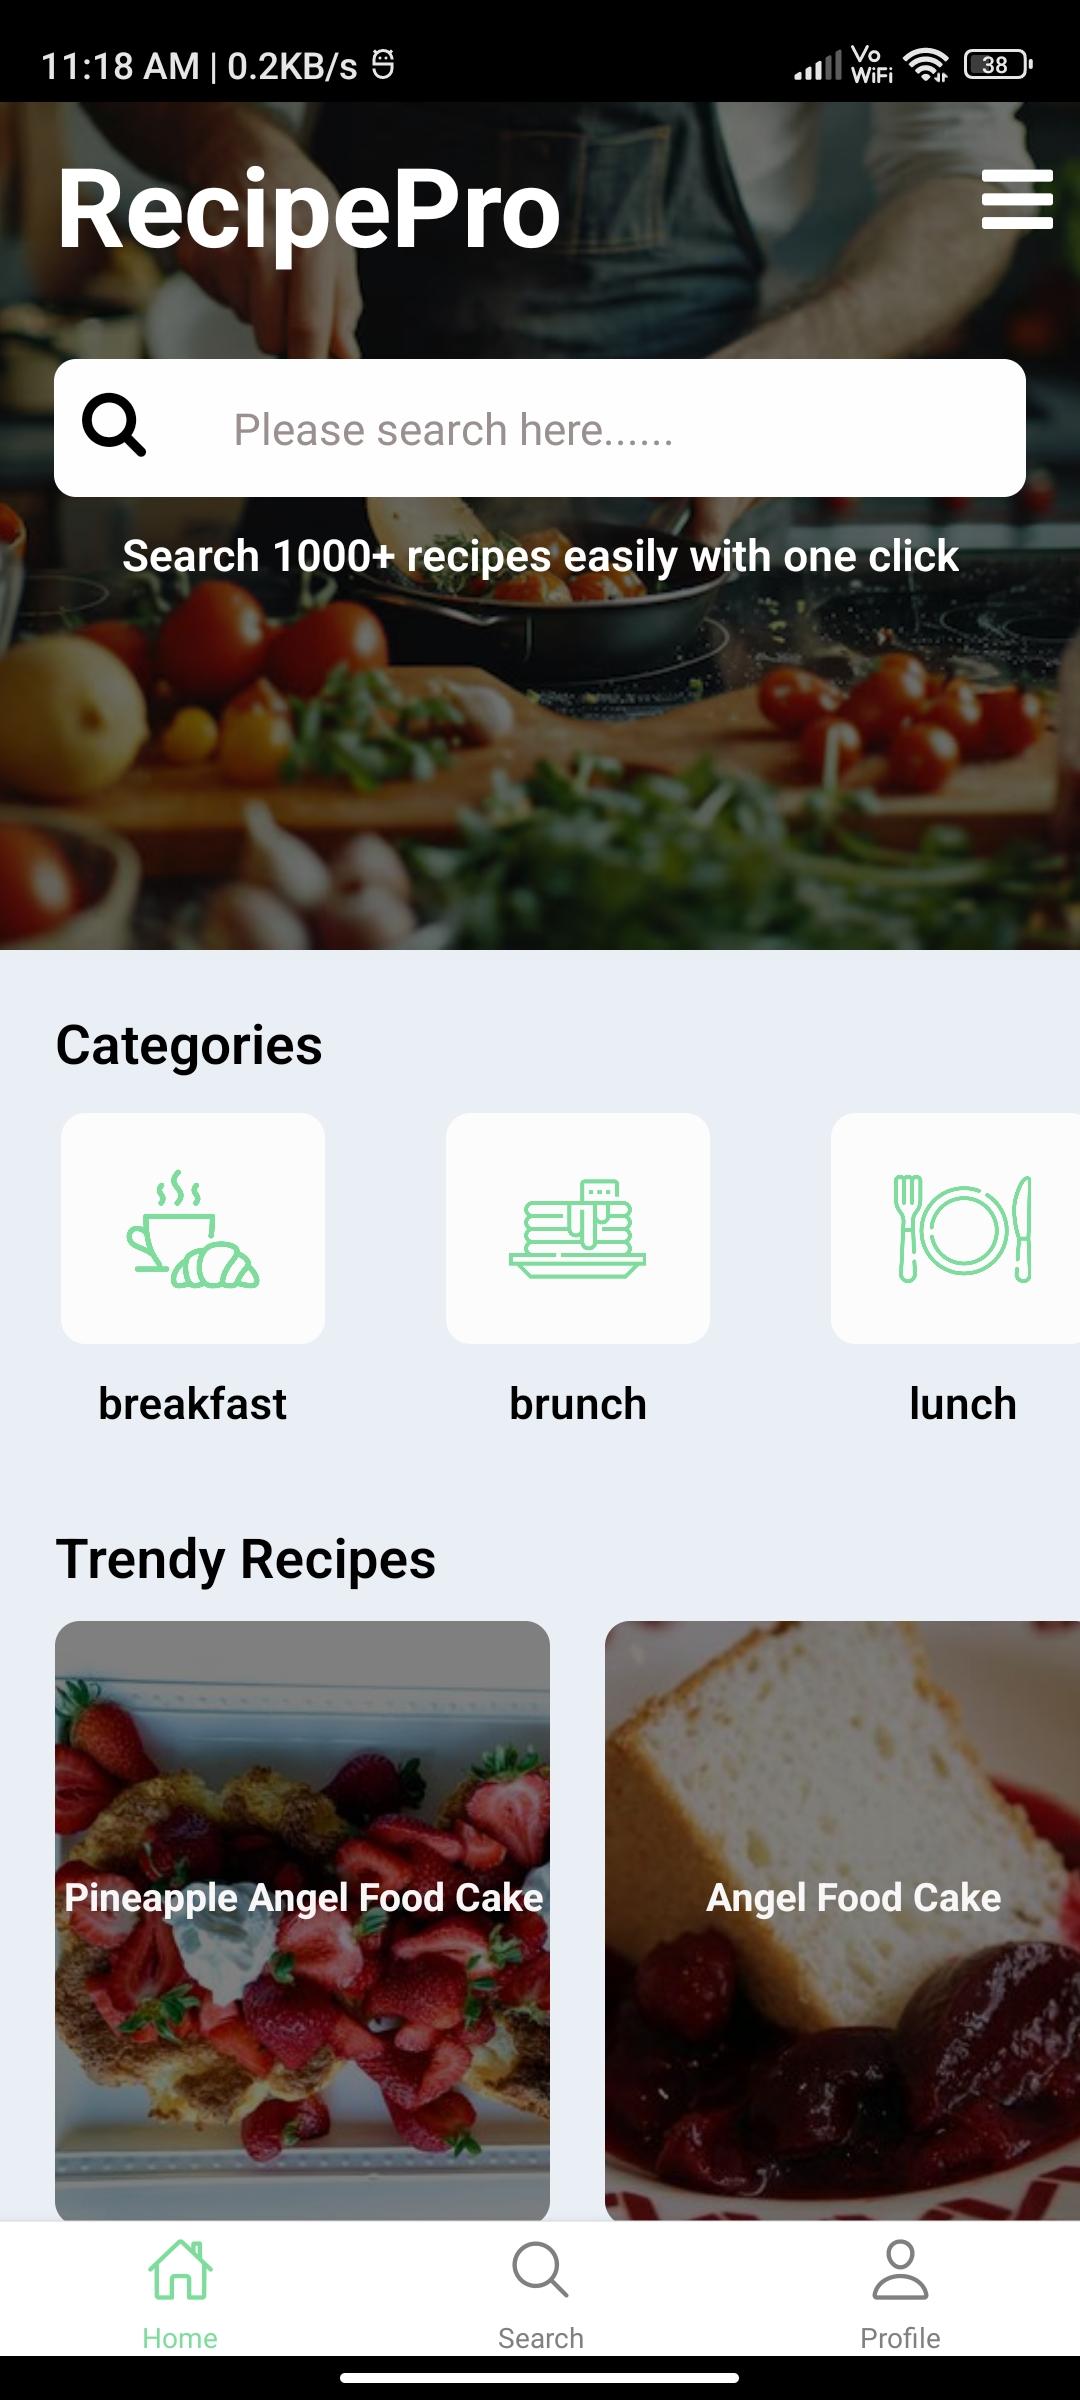 11:18 AM | 0.2KB/s
Vo
WiFi
38
RecipePro
Please search here......
Search 1000+ recipes easily with one click
Categories
breakfast
brunch
lunch
Trendy Recipes
Pineapple Angel Food Cake
Angel Food Cake
Home
Search
Profile